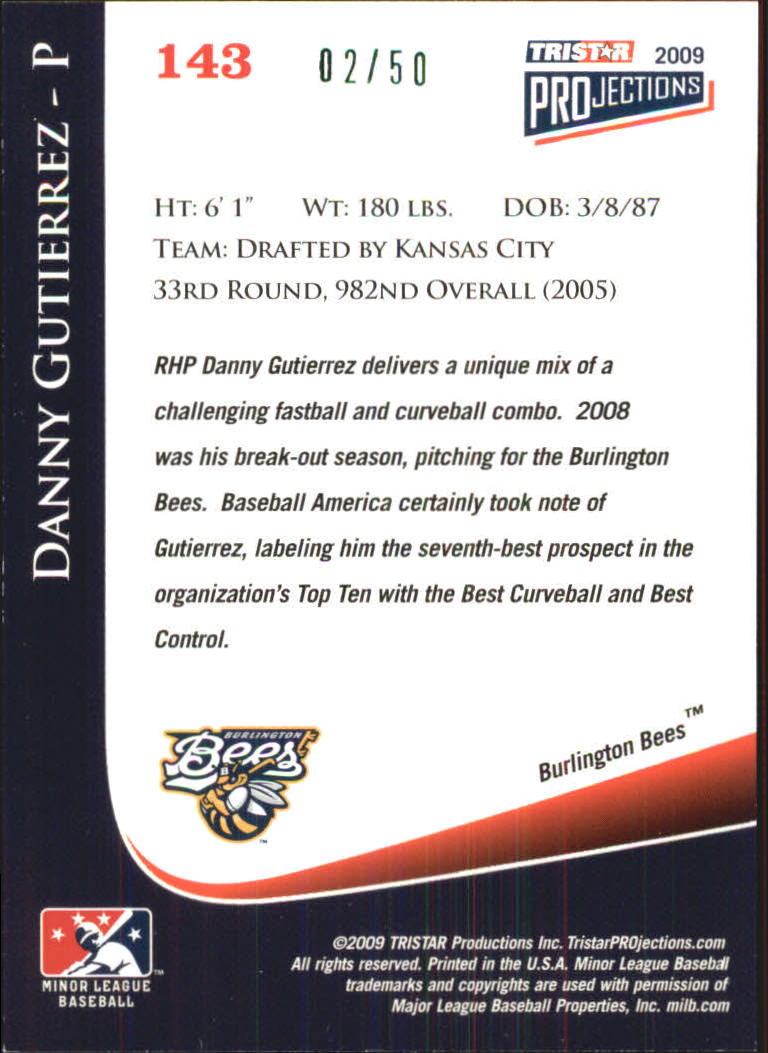 DANNY GUTIERREZ - P
143
02/50
TRISTAR 2009
PROJECTIONS
HT: 6' 1" WT: 180 LBS. DOB: 3/8/87
TEAM: DRAFTED BY KANSAS CITY
33RD ROUND, 982ND OVERALL (2005)
RHP Danny Gutierrez delivers a unique mix of a
challenging fastball and curveball combo. 2008
was his break-out season, pitching for the Burlington
Bees. Baseball America certainly took note of
Gutierrez, labeling him the seventh-best prospect in the
organization's Top Ten with the Best Curveball and Best
Control.
BURLINGTON
Bees
B
TM
Burlington Bees™
TM
MINOR LEAGUE
BASEBALL
©2009 TRISTAR Productions Inc. TristarPROjections.com
All rights reserved. Printed in the U.S.A. Minor League Baseball
trademarks and copyrights are used with permission of
Major League Baseball Properties, Inc. milb.com